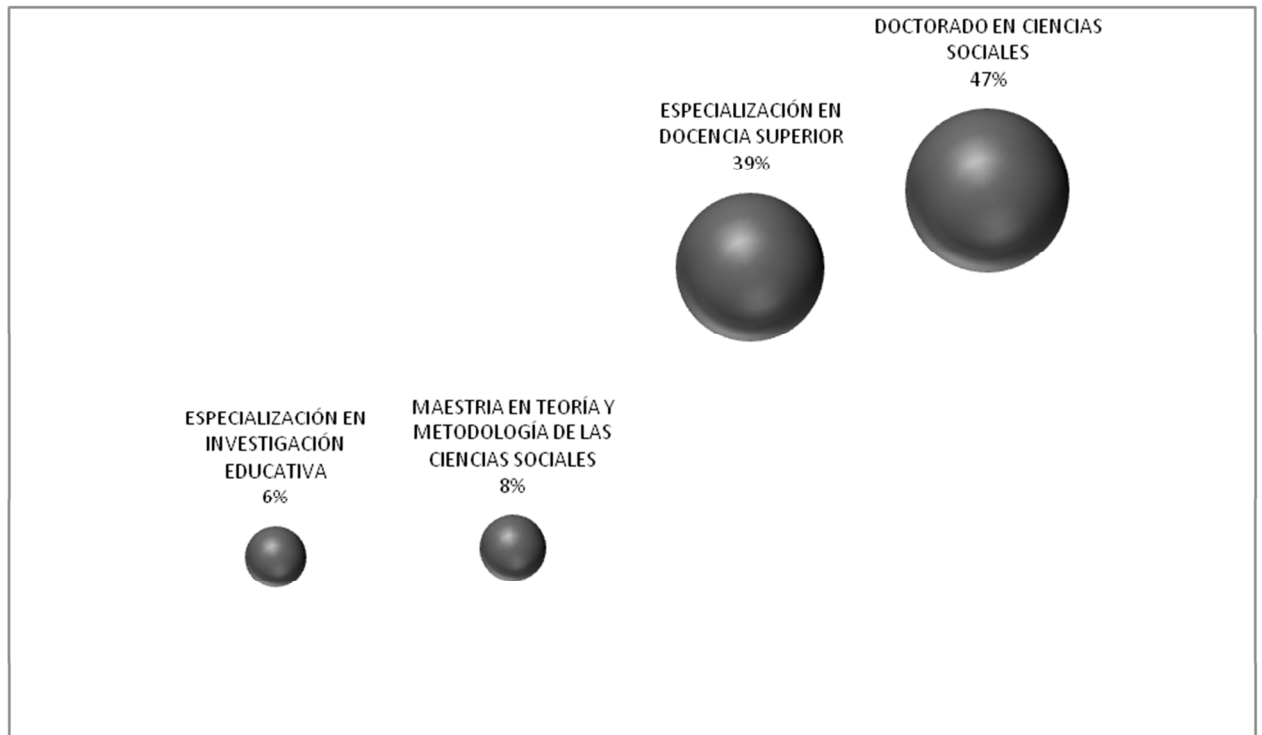 DOCTORADO EN CIENCIAS
SOCIALES
47%
ESPECIALIZACIÓN EN
DOCENCIA SUPERIOR
39%
ESPECIALIZACIÓN EN
INVESTIGACIÓN
EDUCATIVA
6%
MAESTRIA EN TEORÍA Y
METODOLOGÍA DE LAS
CIENCIAS SOCIALES
8%